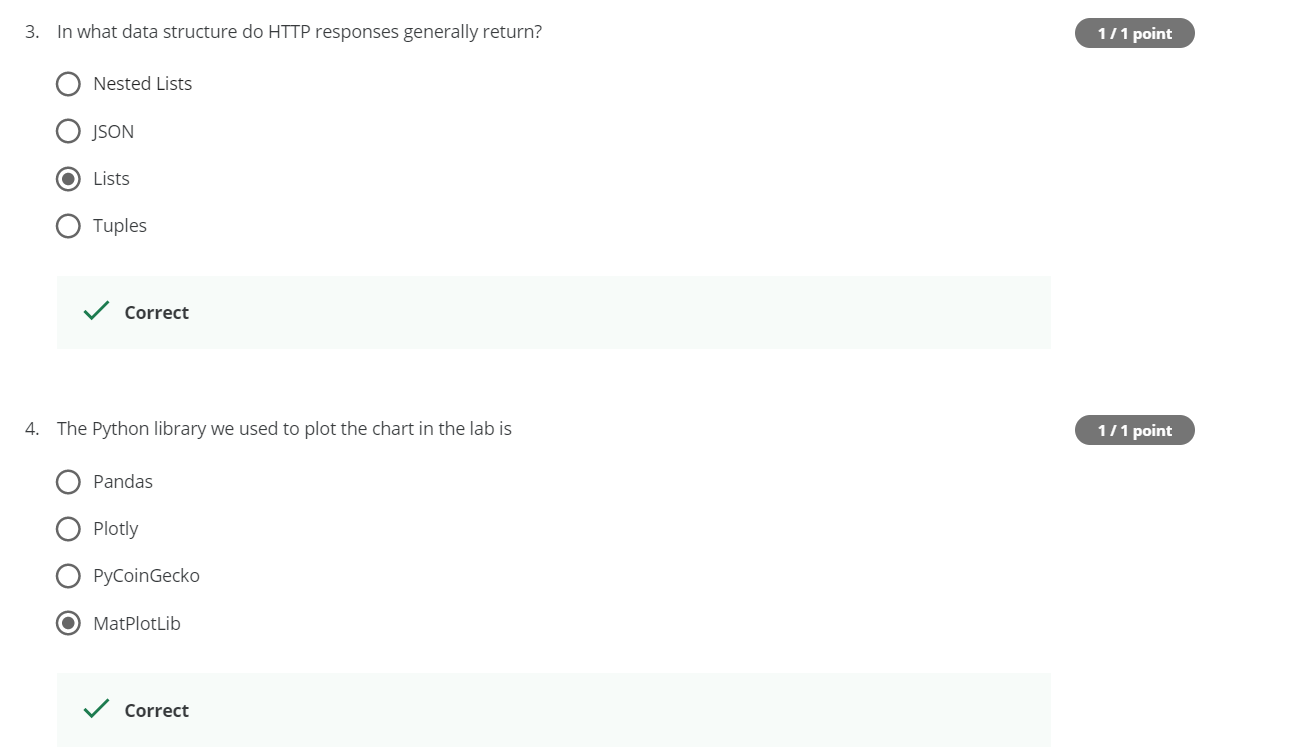 3. In what data structure do HTTP responses generally return?
1 / 1 point
Nested Lists
JSON
Lists
Tuples
Correct
4. The Python library we used to plot the chart in the lab is
1 / 1 point
Pandas
Plotly
PyCoinGecko
MatPlotLib
Correct